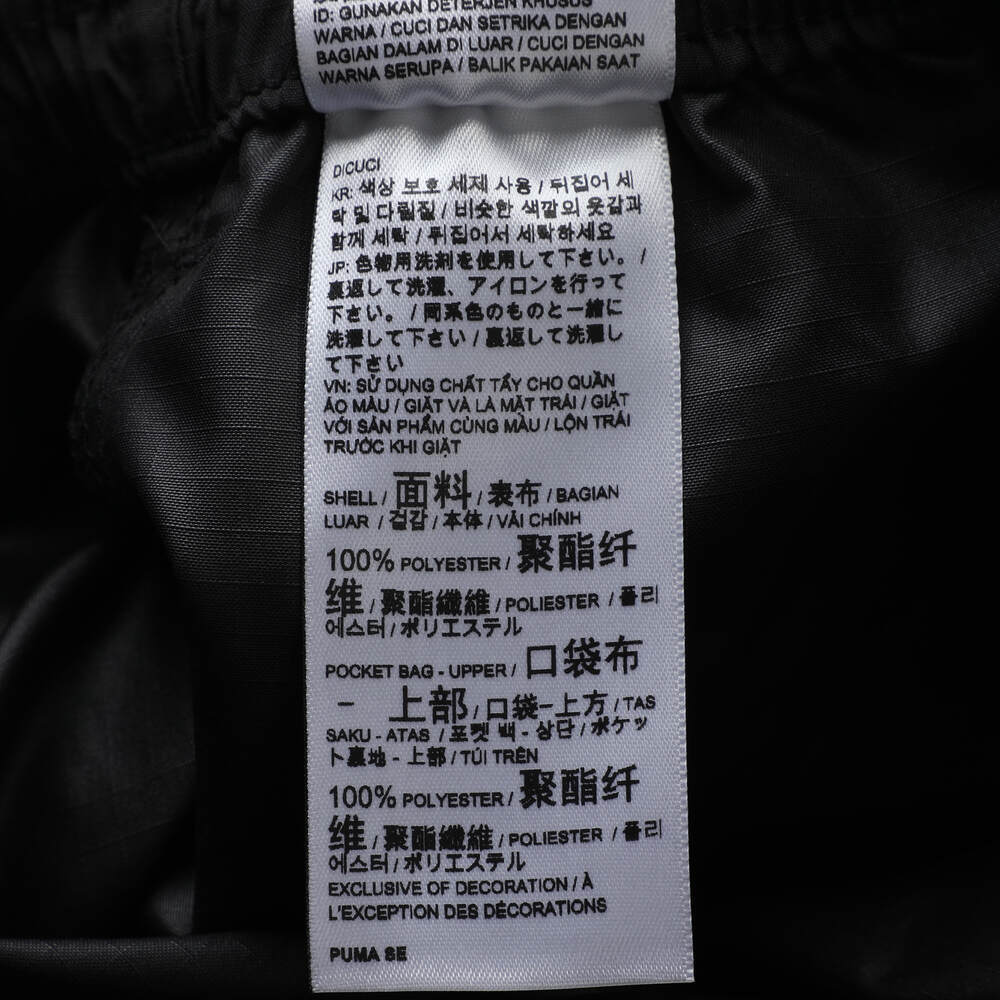 ID: GUNAKAN DETERJEN KHUSUS
WARNA / CUCI DAN SETRIKA DENGAN
BAGIAN DALAM DI LUAR / CUCI DENGAN
WARNA SERUPA / BALIK PAKAIAN SAAT
DICUCI
KR: 색상 보호 세제 사용 / 뒤집어 세
탁 및 다림질 / 비슷한 색깔의 옷감과
함께 세탁 / 뒤집어서 세탁하세요
JP: 色物用洗剤を使用して下さい。 /
裏返して洗濯、アイロンを行って
下さい。 / 同系色のものと一緒に
洗濯して下さい / 裏返して洗濯し
て下さい
VN: SỬ DỤNG CHẤT TẨY CHO QUẦN
ÁO MÀU / GIẶT VÀ LÀ MẶT TRÁI / GIẶT
VỚI SẢN PHẨM CÙNG MÀU / LỘN TRÁI
TRƯỚC KHI GIẶT
SHELL / 面料 / 表布 / BAGIAN
LUAR / 겉감 / 本体 / VẢI CHÍNH
100% POLYESTER / 聚酯纤
维 / 聚酯纖維 / POLIESTER / 폴리
에스터 / ポリエステル
POCKET BAG - UPPER / 口袋布
- 上部 / 口袋-上方 / TAS
SAKU - ATAS / 포켓 백 - 상단 / ポケッ
ト裏地 - 上部 / TÚI TRÊN
100% POLYESTER / 聚酯纤
维 / 聚酯纖維 / POLIESTER / 폴리
에스터 / ポリエステル
EXCLUSIVE OF DECORATION / À
L'EXCEPTION DES DÉCORATIONS
PUMA SE